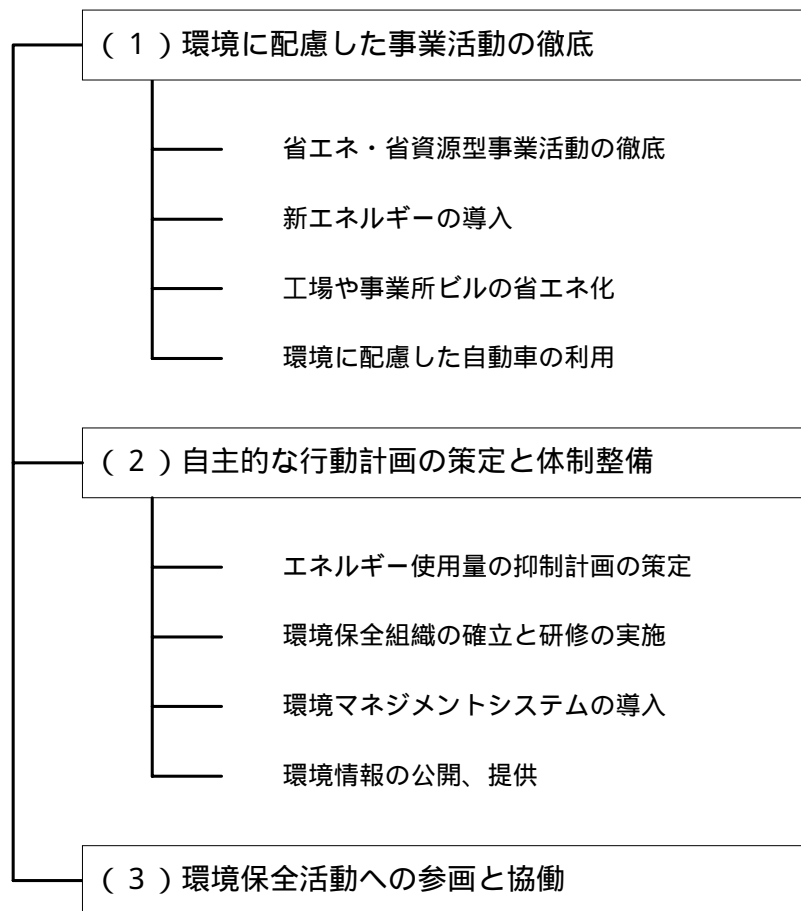 (1)環境に配慮した事業活動の徹底
省エネ・省資源型事業活動の徹底
新エネルギーの導入
工場や事業所ビルの省エネ化
環境に配慮した自動車の利用
(2)自主的な行動計画の策定と体制整備
エネルギー使用量の抑制計画の策定
環境保全組織の確立と研修の実施
環境マネジメントシステムの導入
環境情報の公開、提供
(3)環境保全活動への参画と協働